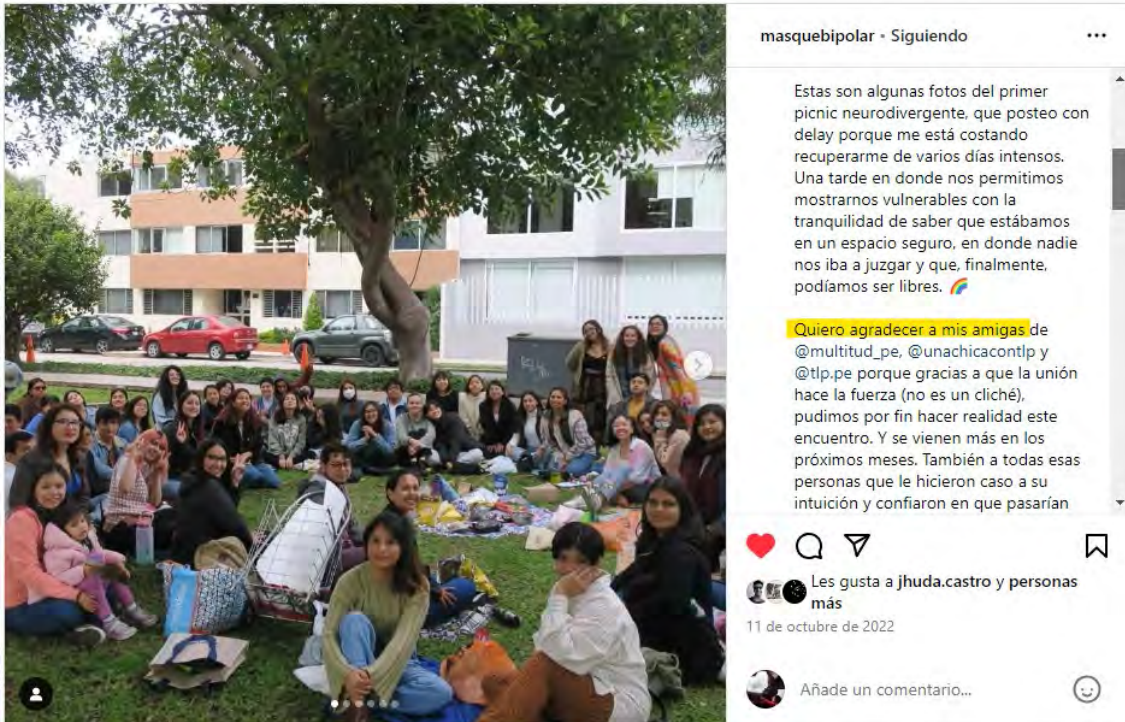 masquebipolar • Siguiendo
Estas son algunas fotos del primer
picnic neurodivergente, que posteo con
delay porque me está costando
recuperarme de varios días intensos.
Una tarde en donde nos permitimos
mostrarnos vulnerables con la
tranquilidad de saber que estábamos
en un espacio seguro, en donde nadie
nos iba a juzgar y que, finalmente,
podíamos ser libres. 🌈
Quiero agradecer a mis amigas de
@multitud_pe, @unachicacontlp y
@tlp.pe porque gracias a que la unión
hace la fuerza (no es un cliché),
pudimos por fin hacer realidad este
encuentro. Y se vienen más en los
próximos meses. También a todas esas
personas que le hicieron caso a su
intuición y confiaron en que pasarían
Les gusta a jhuda.castro y personas
más
11 de octubre de 2022
Añade un comentario...